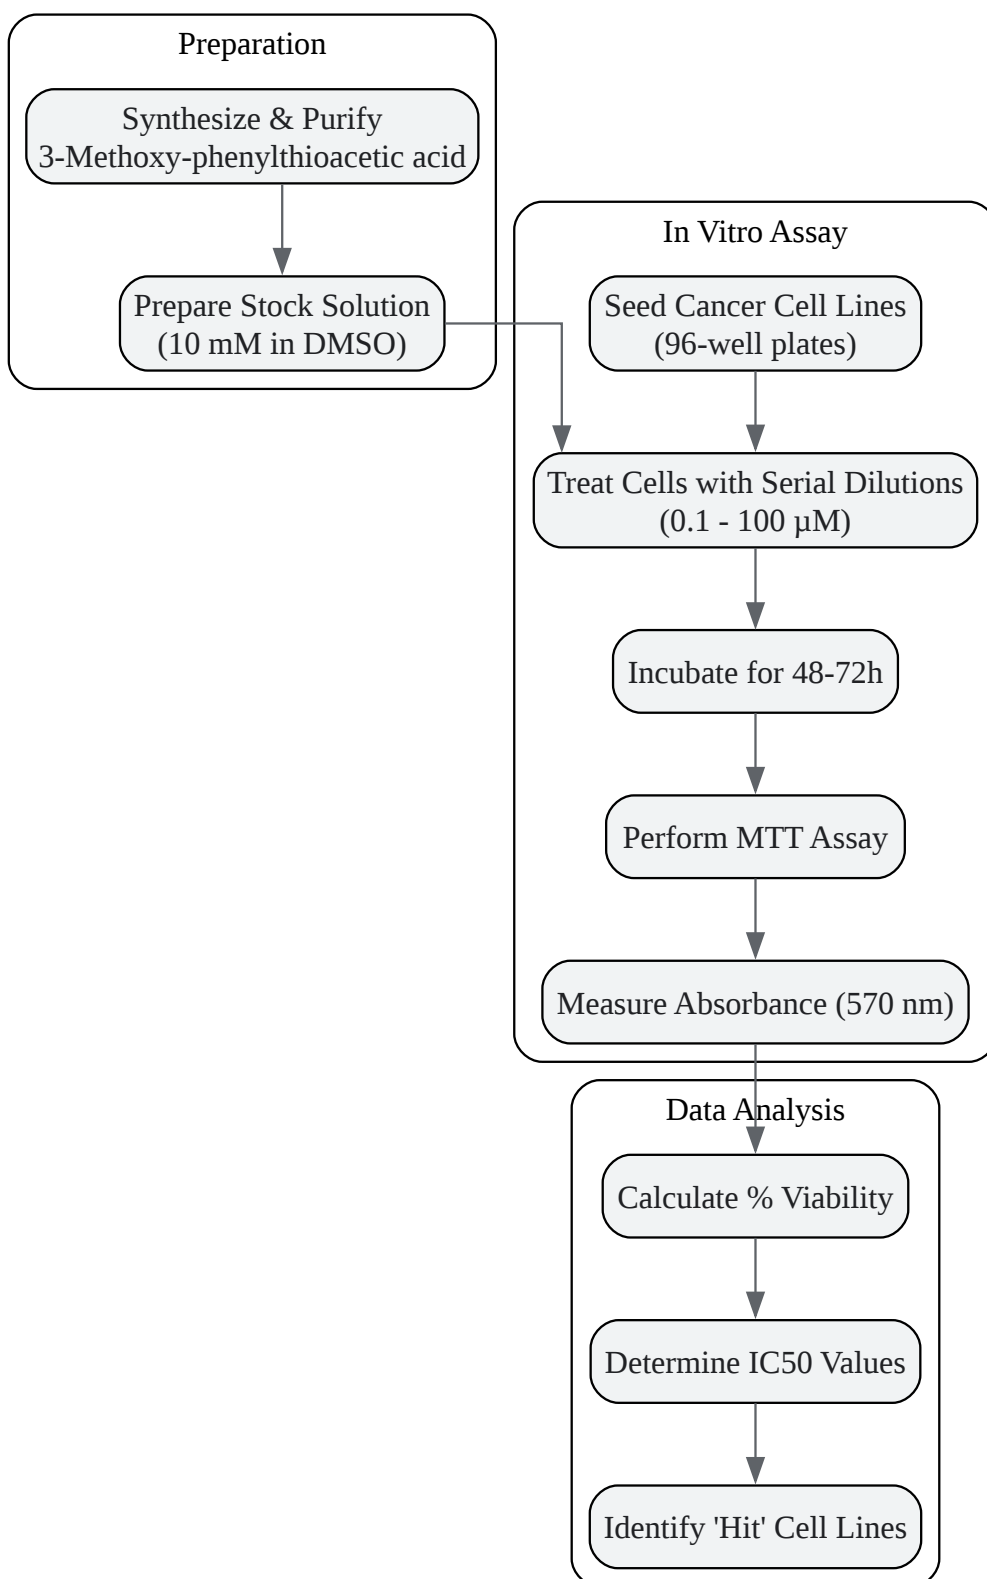 Preparation
Synthesize & Purify
3-Methoxy-phenylthioacetic acid
Prepare Stock Solution
(10 mM in DMSO)
In Vitro Assay
Seed Cancer Cell Lines
(96-well plates)
Treat Cells with Serial Dilutions
(0.1 - 100 µM)
Incubate for 48-72h
Perform MTT Assay
Measure Absorbance (570 nm)
Data Analysis
Calculate % Viability
Determine IC50 Values
Identify 'Hit' Cell Lines